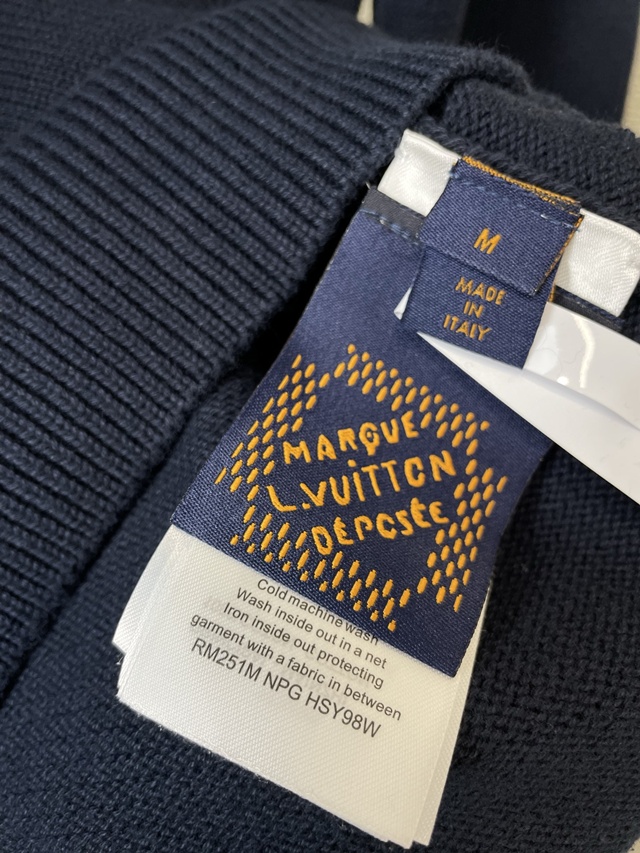 M
MADE
IN
ITALY
MARQUE
L.VUITTON
DÉPOSÉE
Cold machine wash
Wash inside out in a net
Iron inside out protecting
garment with a fabric in between
RM251M NPG HSY98W